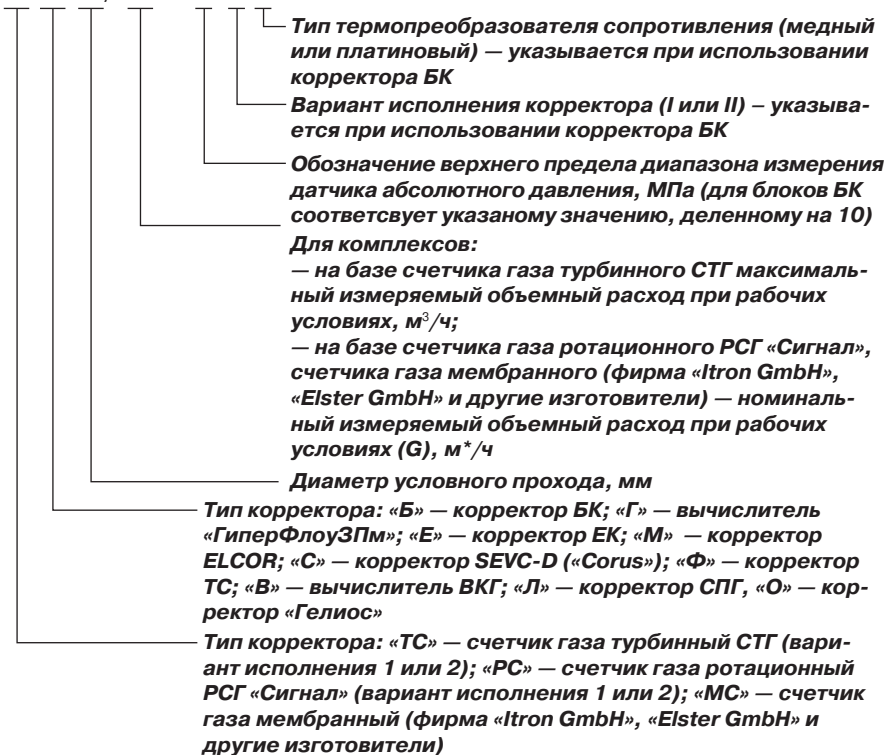 Тип термопреобразователя сопротивления (медный
или платиновый) — указывается при использовании
корректора БК
Вариант исполнения корректора (I или II) – указыва-
ется при использовании корректора БК
Обозначение верхнего предела диапазона измерения
датчика абсолютного давления, МПа (для блоков БК
соответсвует указаному значению, деленному на 10)
Для комплексов:
— на базе счетчика газа турбинного СТГ максималь-
ный измеряемый объемный расход при рабочих
условиях, м³/ч;
— на базе счетчика газа ротационного РСГ «Сигнал»,
счетчика газа мембранного (фирма «Itron GmbH»,
«Elster GmbH» и другие изготовители) — номиналь-
ный измеряемый объемный расход при рабочих
условиях (G), м*/ч
Диаметр условного прохода, мм
Тип корректора: «Б» — корректор БК; «Г» — вычислитель
«ГиперФлоуЗПм»; «Е» — корректор ЕК; «М» — корректор
ELCOR; «С» — корректор SEVC-D («Corus»); «Ф» — корректор
ТС; «В» — вычислитель ВКГ; «Л» — корректор СПГ, «О» — кор-
ректор «Гелиос»
Тип корректора: «ТС» — счетчик газа турбинный СТГ (вари-
ант исполнения 1 или 2); «РС» — счетчик газа ротационный
РСГ «Сигнал» (вариант исполнения 1 или 2); «МС» — счетчик
газа мембранный (фирма «Itron GmbH», «Elster GmbH» и
другие изготовители)